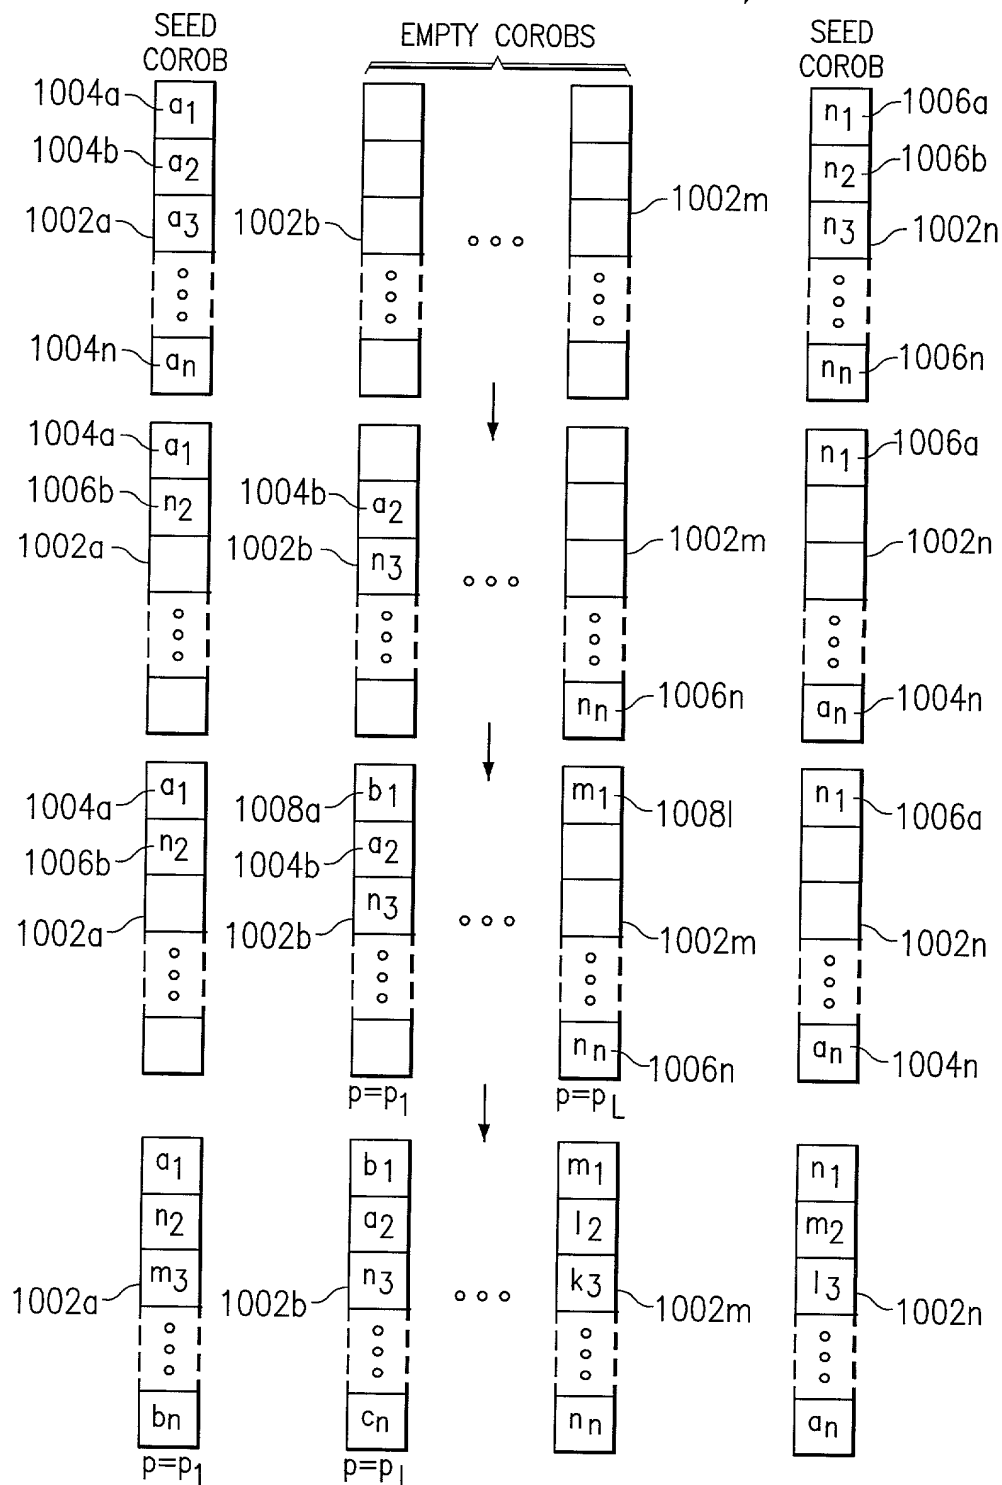 SEED COROB
EMPTY COROBS
SEED COROB
1004a a1
1004b a2
1002a a3
1004n an
1002b
1002m
n1 1006a
n2 1006b
n3 1002n
nn 1006n
1004a a1
1006b n2
1002a
1004b a2
1002b n3
1002m
nn 1006n
n1 1006a
1002n
an 1004n
1004a a1
1006b n2
1002a
1008a b1
1004b a2
1002b n3
p=p1
m1 1008l
1002m
nn 1006n
p=pL
n1 1006a
1002n
an 1004n
a1
n2
1002a m3
bn
p=p1
b1
a2
1002b n3
cn
m1
l2
k3 1002m
nn
n1
m2
l3 1002n
an